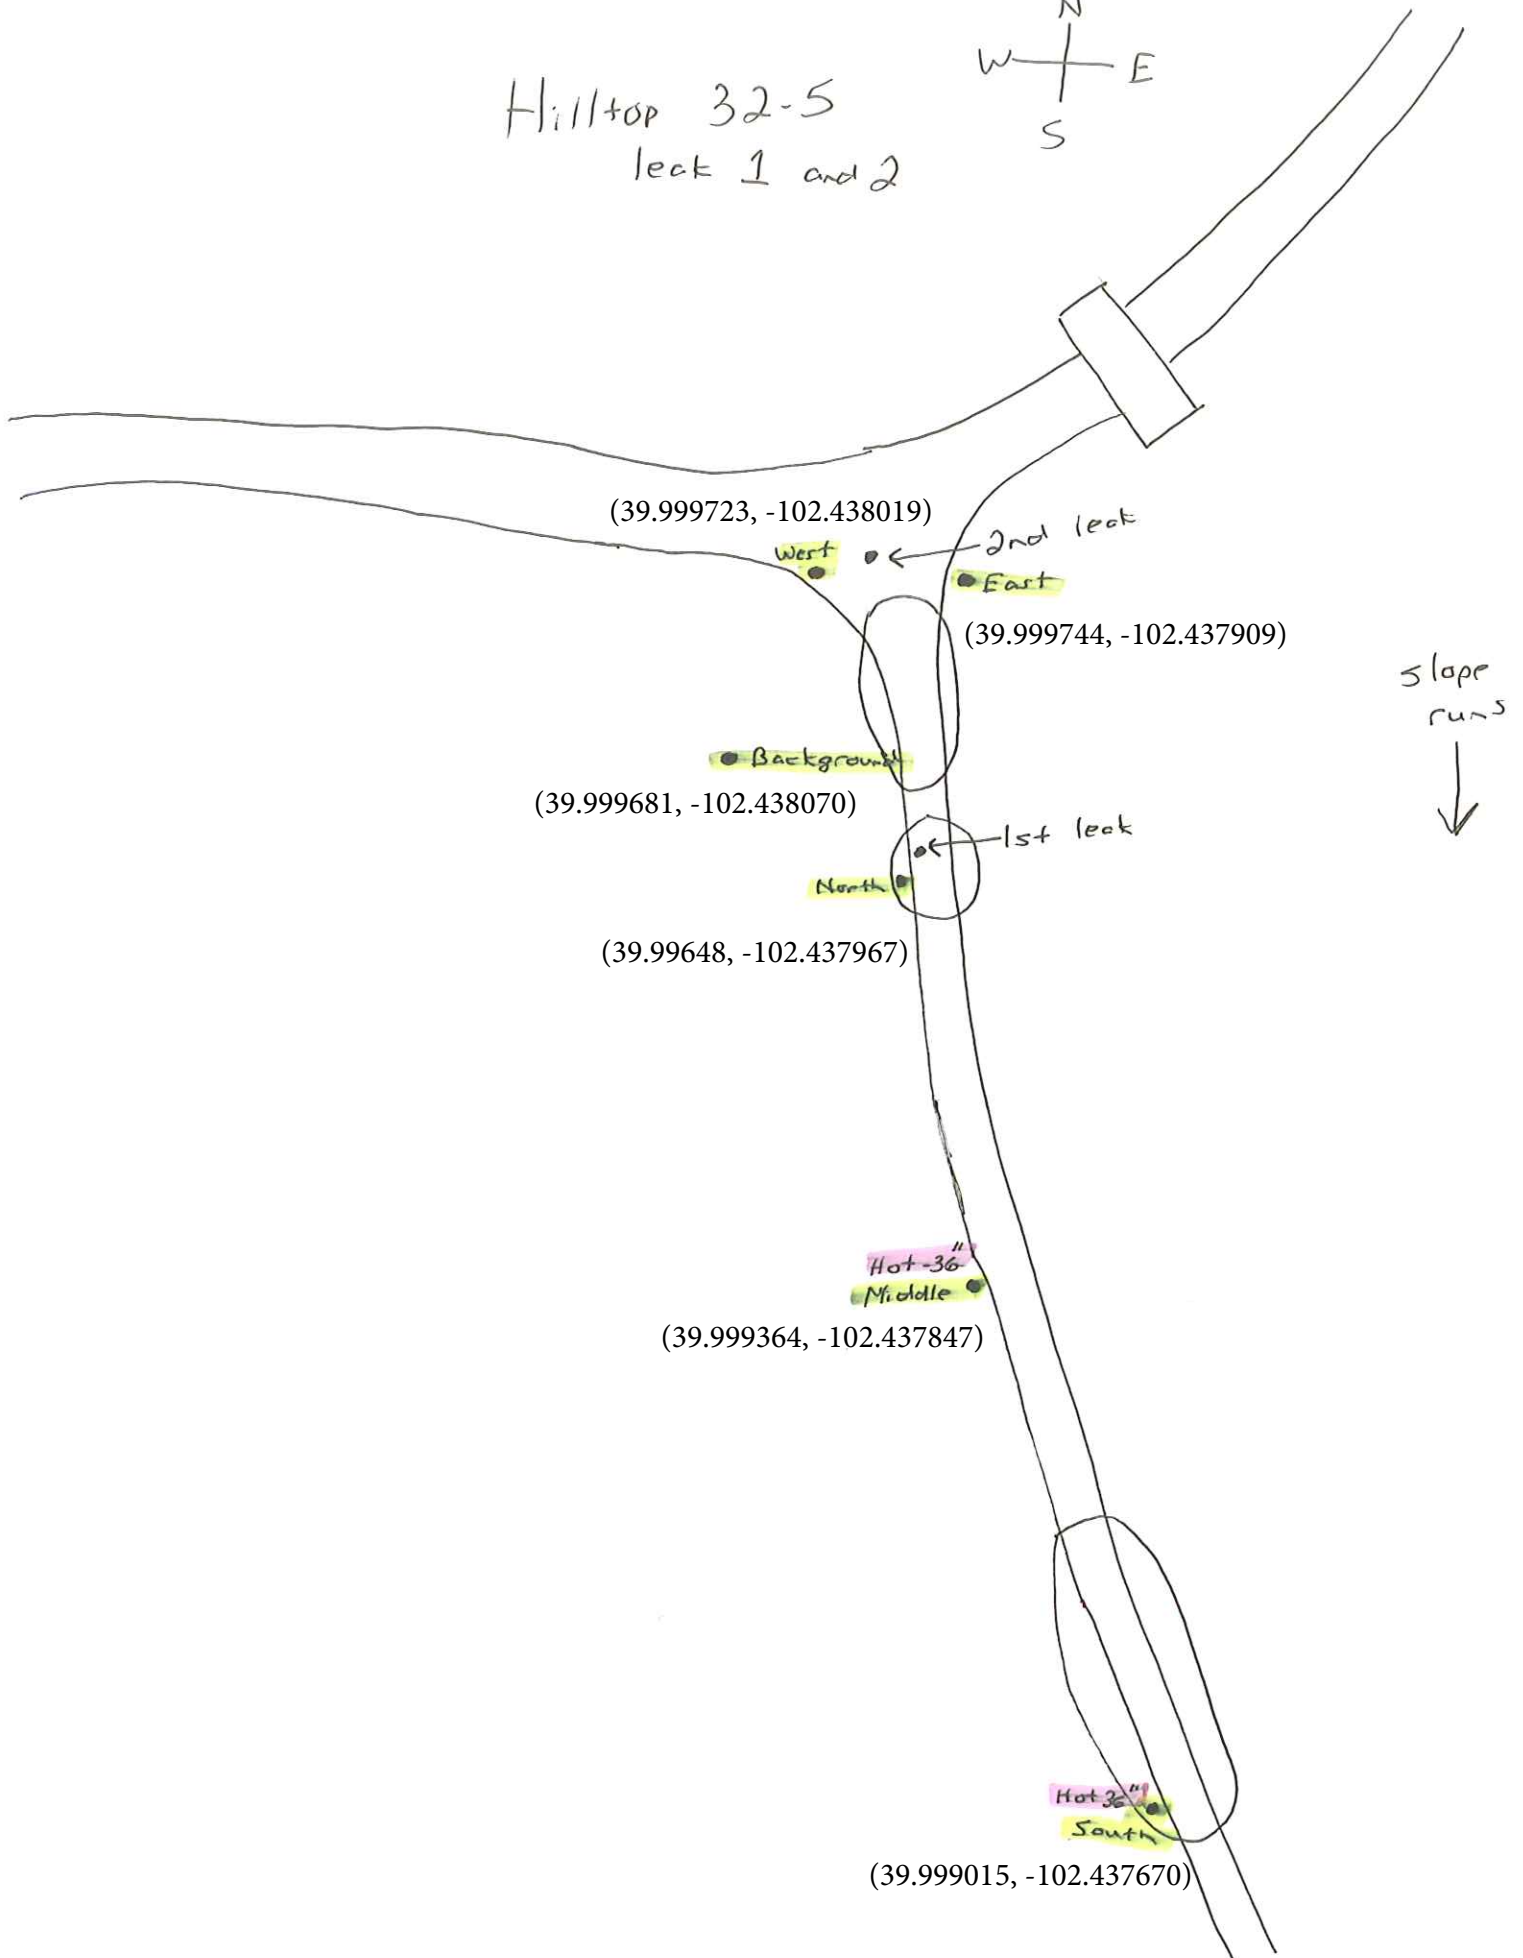 N
W E
S
Hilltop 32-5
leak 1 and 2
(39.999723, -102.438019)
2nd leak
West
East
(39.999744, -102.437909)
slope
runs
Background
(39.999681, -102.438070)
1st leak
North
(39.99648, -102.437967)
Hot-36"
Middle
(39.999364, -102.437847)
Hot 36"
South
(39.999015, -102.437670)